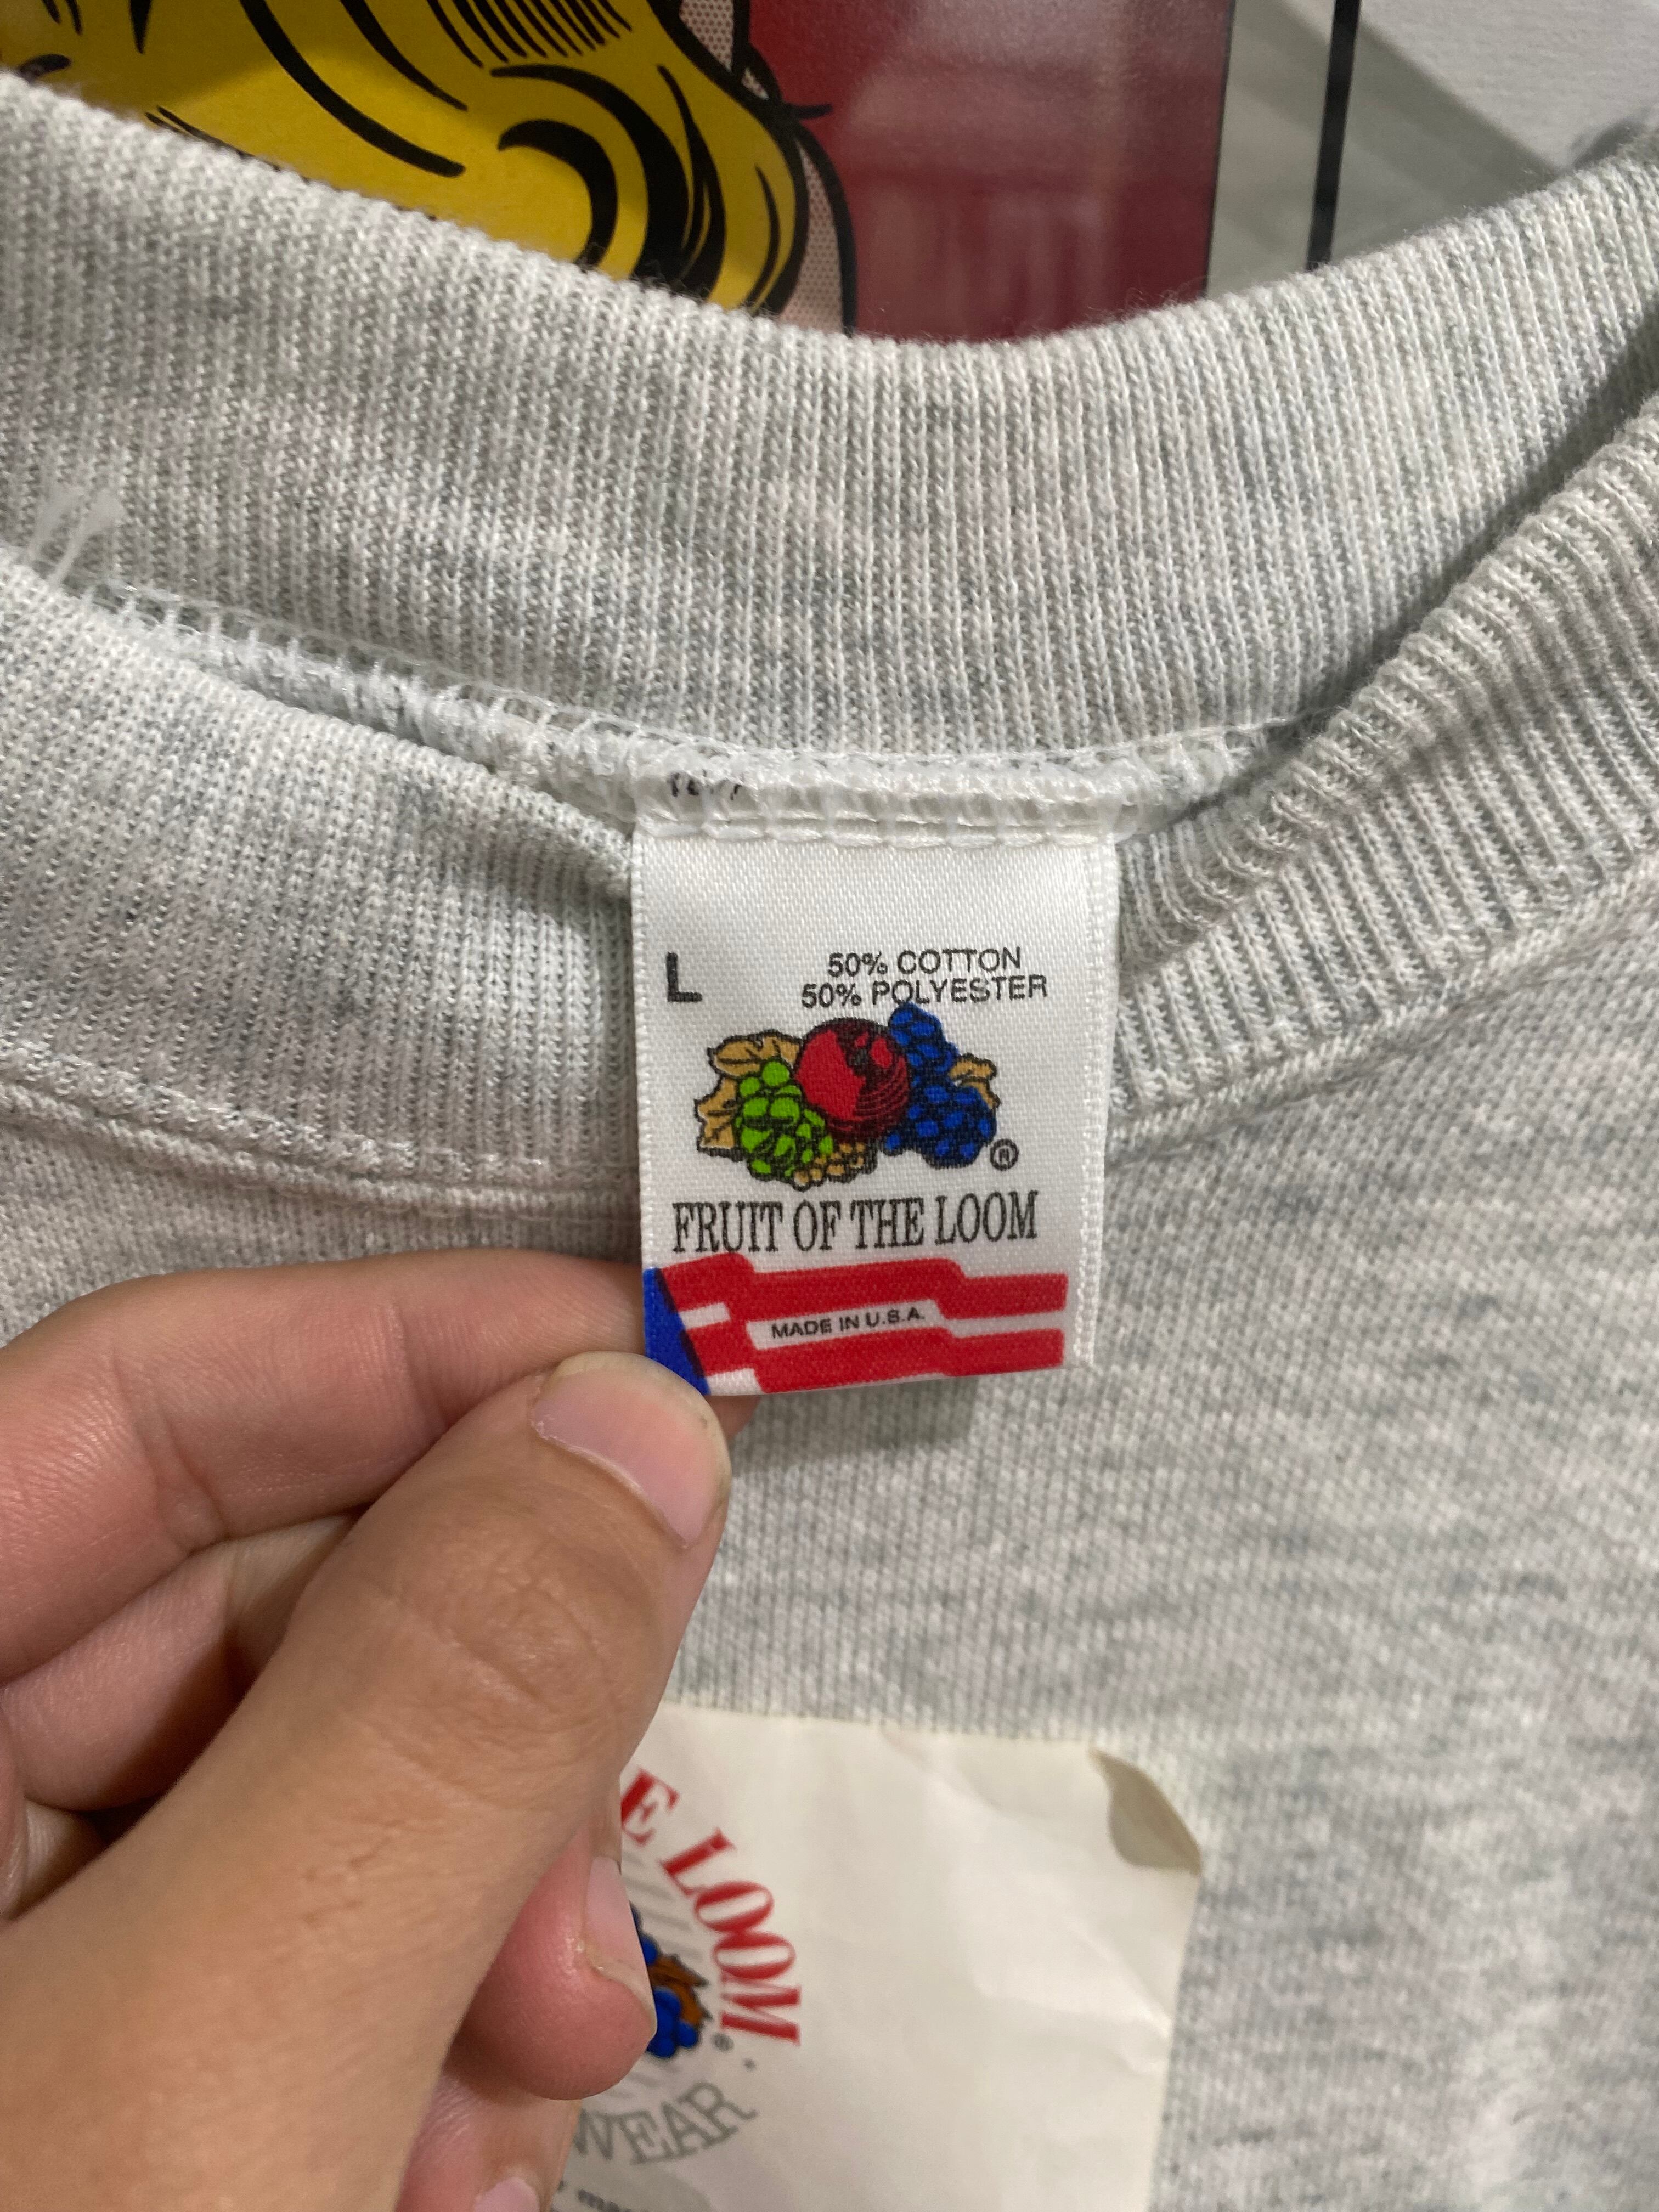 L
50% COTTON
50% POLYESTER
®
FRUIT OF THE LOOM
MADE IN U.S.A.
E LOOM
®
WEAR